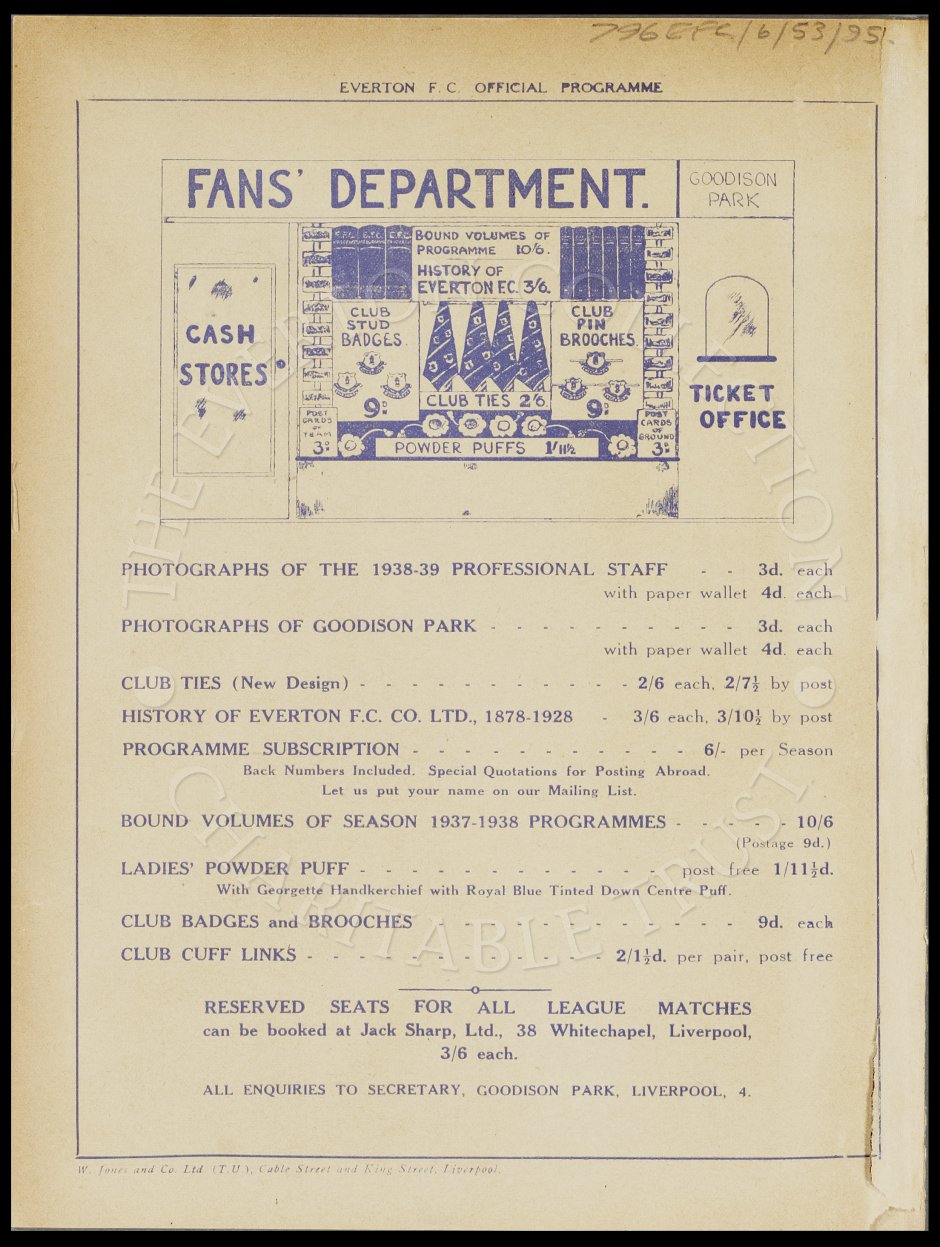 796EFC/6/53/95.
EVERTON F.C. OFFICIAL PROGRAMME
FANS' DEPARTMENT.
GOODISON
PARK
BOUND VOLUMES OF
PROGRAMME 10/6.
HISTORY OF
EVERTON F.C. 3/6.
CASH
STORES
CLUB
STUD
BADGES.
9D
CLUB TIES 2/6
CLUB
PIN
BROOCHES.
9D
TICKET
OFFICE
POST
CARDS
OF
TEAM
3D
POWDER PUFFS 1/11½
POST
CARDS
OF
GROUND
3D
PHOTOGRAPHS OF THE 1938-39 PROFESSIONAL STAFF - - 3d. each
with paper wallet 4d. each
PHOTOGRAPHS OF GOODISON PARK - - - - - - - - - - 3d. each
with paper wallet 4d. each
CLUB TIES (New Design) - - - - - - - - - - - 2/6 each, 2/7½ by post
HISTORY OF EVERTON F.C. CO. LTD., 1878-1928 - 3/6 each, 3/10½ by post
PROGRAMME SUBSCRIPTION - - - - - - - - - - - 6/- per Season
Back Numbers Included. Special Quotations for Posting Abroad.
Let us put your name on our Mailing List.
BOUND VOLUMES OF SEASON 1937-1938 PROGRAMMES - - - - - 10/6
(Postage 9d.)
LADIES' POWDER PUFF - - - - - - - - - - - - post free 1/11½d.
With Georgette Handkerchief with Royal Blue Tinted Down Centre Puff.
CLUB BADGES and BROOCHES - - - - - - - - - - - - 9d. each
CLUB CUFF LINKS - - - - - - - - - - - - 2/1½d. per pair, post free
RESERVED SEATS FOR ALL LEAGUE MATCHES
can be booked at Jack Sharp, Ltd., 38 Whitechapel, Liverpool,
3/6 each.
ALL ENQUIRIES TO SECRETARY, GOODISON PARK, LIVERPOOL, 4.
W. Jones and Co. Ltd. (T.U.), Cable Street and King Street, Liverpool.
THE EVERTON COLLECTION
CHARITABLE TRUST